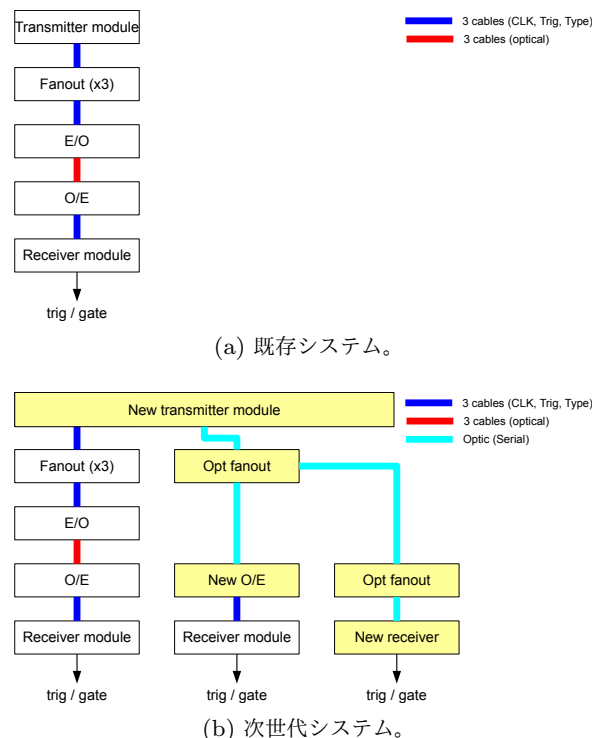 Transmitter module
3 cables (CLK, Trig, Type)
3 cables (optical)
Fanout (x3)
E/O
O/E
Receiver module
trig / gate
(a) 既存システム。
New transmitter module
3 cables (CLK, Trig, Type)
3 cables (optical)
Optic (Serial)
Fanout (x3)
Opt fanout
E/O
O/E
New O/E
Opt fanout
Receiver module
Receiver module
New receiver
trig / gate
trig / gate
trig / gate
(b) 次世代システム。